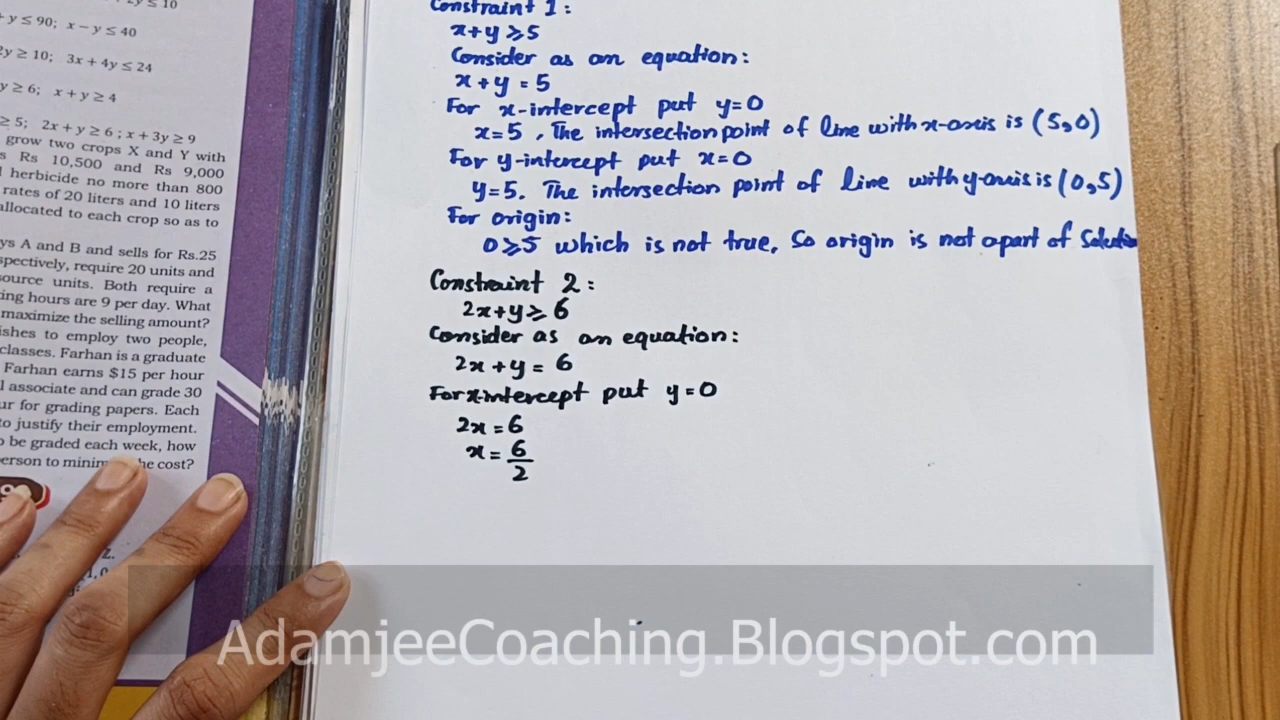 y ≤ 10
+ y ≤ 90; x − y ≤ 40
2y ≥ 10; 3x + 4y ≤ 24
y ≥ 6; x + y ≥ 4
≥ 5; 2x + y ≥ 6 ; x + 3y ≥ 9
grow two crops X and Y with
s Rs 10,500 and Rs 9,000
herbicide no more than 800
rates of 20 liters and 10 liters
allocated to each crop so as to
ys A and B and sells for Rs.25
spectively, require 20 units and
source units. Both require a
ing hours are 9 per day. What
maximize the selling amount?
ishes to employ two people,
classes. Farhan is a graduate
Farhan earns $15 per hour
l associate and can grade 30
ur for grading papers. Each
to justify their employment.
o be graded each week, how
erson to minim he cost?
Constraint 1:
x+y ≥ 5
Consider as an equation:
x+y = 5
For x-intercept put y=0
x=5 , The intersection point of line with x-axis is (5,0)
For y-intercept put x=0
y=5. The intersection point of line with y-axis is (0,5)
For origin:
0≥5 which is not true, So origin is not a part of Solution
Constraint 2:
2x+y ≥ 6
Consider as an equation:
2x+y = 6
For x-intercept put y=0
2x = 6
x = 6
2
AdamjeeCoaching.Blogspot.com